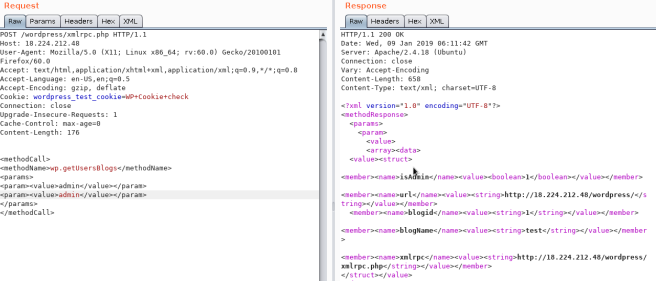 Request
Raw Params Headers Hex XML
POST /wordpress/xmlrpc.php HTTP/1.1
Host: 18.224.212.48
User-Agent: Mozilla/5.0 (X11; Linux x86_64; rv:60.0) Gecko/20100101
Firefox/60.0
Accept: text/html,application/xhtml+xml,application/xml;q=0.9,*/*;q=0.8
Accept-Language: en-US,en;q=0.5
Accept-Encoding: gzip, deflate
Cookie: wordpress_test_cookie=WP+Cookie+check
Connection: close
Upgrade-Insecure-Requests: 1
Cache-Control: max-age=0
Content-Length: 176
<methodCall>
<methodName>wp.getUsersBlogs</methodName>
<params>
<param><value>admin</value></param>
<param><value>admin</value></param>
</params>
</methodCall>
Response
Raw Headers Hex XML
HTTP/1.1 200 OK
Date: Wed, 09 Jan 2019 06:11:42 GMT
Server: Apache/2.4.18 (Ubuntu)
Connection: close
Vary: Accept-Encoding
Content-Length: 658
Content-Type: text/xml; charset=UTF-8
<?xml version="1.0" encoding="UTF-8"?>
<methodResponse>
<params>
<param>
<value>
<array><data>
<value><struct>
<member><name>isAdmin</name><value><boolean>1</boolean></value></member>
<member><name>url</name><value><string>http://18.224.212.48/wordpress/</s
tring></value></member>
<member><name>blogid</name><value><string>1</string></value></member>
<member><name>blogName</name><value><string>test</string></value></member
>
<member><name>xmlrpc</name><value><string>http://18.224.212.48/wordpress/
xmlrpc.php</string></value></member>
</struct></value>